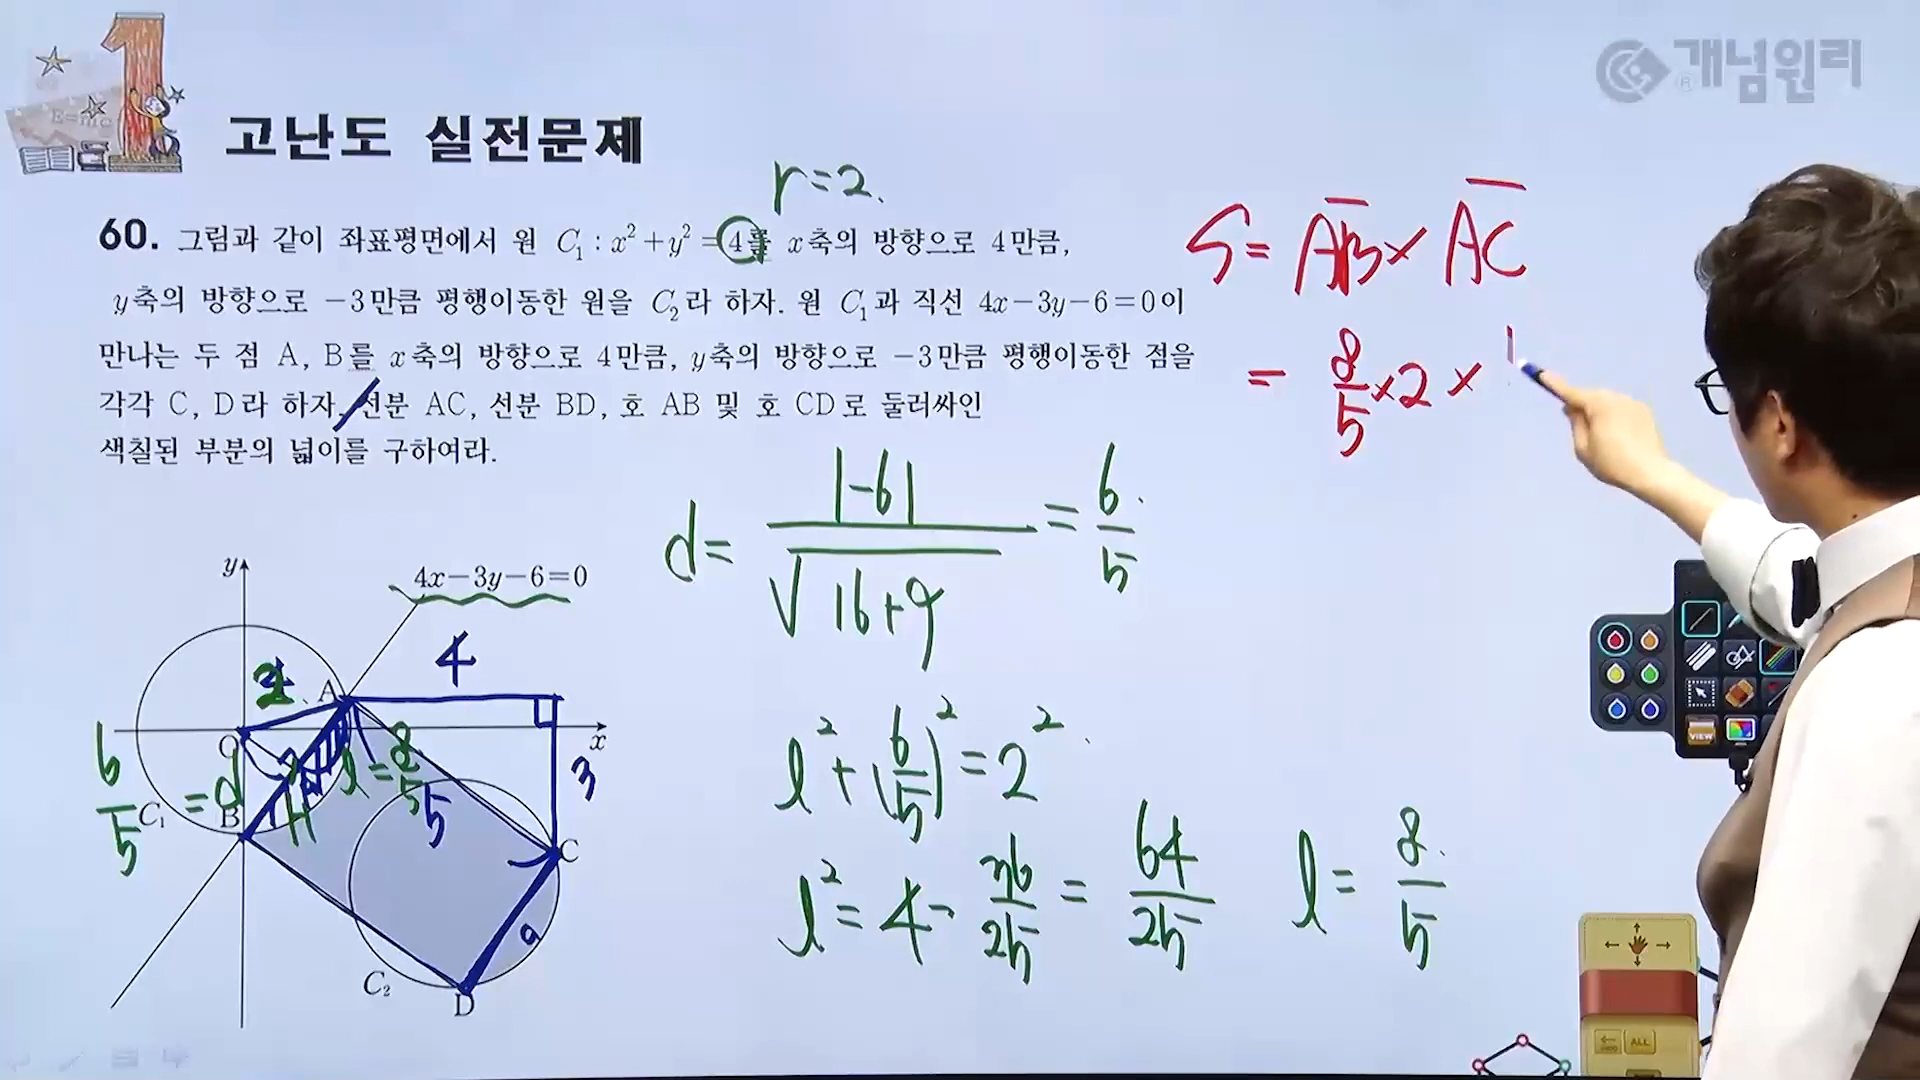 개념원리
고난도 실전문제
r=2.
60. 그림과 같이 좌표평면에서 원 C₁ : x²+y²=4를 x축의 방향으로 4만큼,
y축의 방향으로 -3만큼 평행이동한 원을 C₂라 하자. 원 C₁과 직선 4x-3y-6=0이
만나는 두 점 A, B를 x축의 방향으로 4만큼, y축의 방향으로 -3만큼 평행이동한 점을
각각 C, D라 하자. 선분 AC, 선분 BD, 호 AB 및 호 CD로 둘러싸인
색칠된 부분의 넓이를 구하여라.
S= AB× AC
= 8/5 ×2 ×
d= |-6| / √16+9 = 6/5
l²+(6/5)²=2²
l²= 4- 36/25 = 64/25
l= 8/5
y
4x-3y-6=0
4
2
A
O
x
3
6/5 =d
l= 8/5
5
H
C₁
B
C
C₂
D
VIEW
ALL